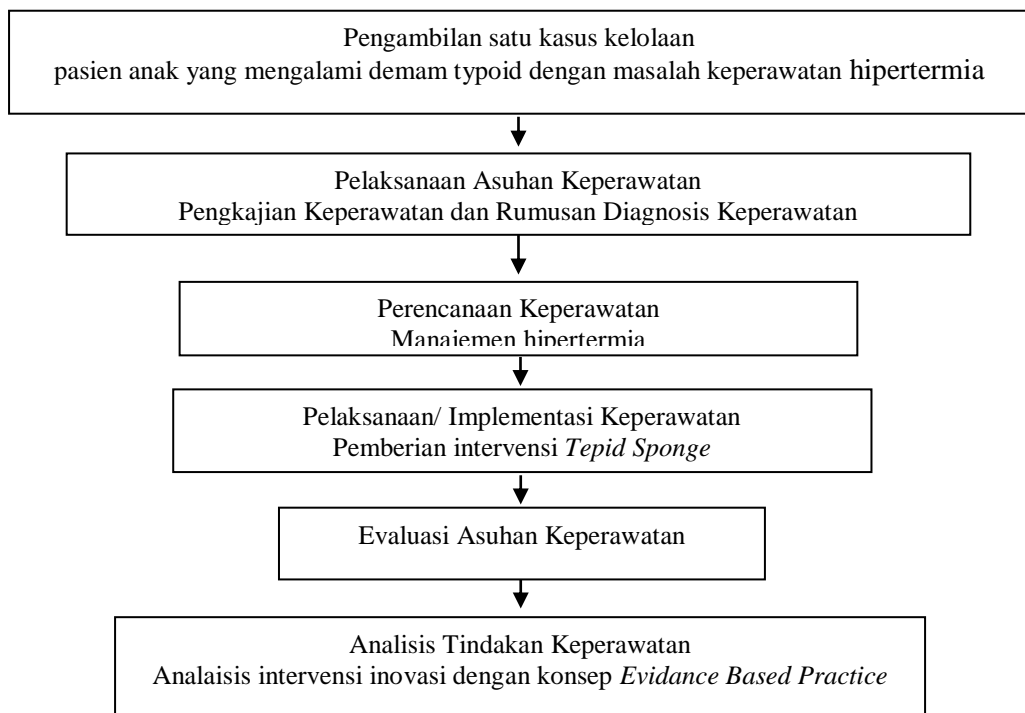 Pengambilan satu kasus kelolaan
pasien anak yang mengalami demam typoid dengan masalah keperawatan hipertermia
Pelaksanaan Asuhan Keperawatan
Pengkajian Keperawatan dan Rumusan Diagnosis Keperawatan
Perencanaan Keperawatan
Manajemen hipertermia
Pelaksanaan/ Implementasi Keperawatan
Pemberian intervensi Tepid Sponge
Evaluasi Asuhan Keperawatan
Analisis Tindakan Keperawatan
Analaisis intervensi inovasi dengan konsep Evidance Based Practice